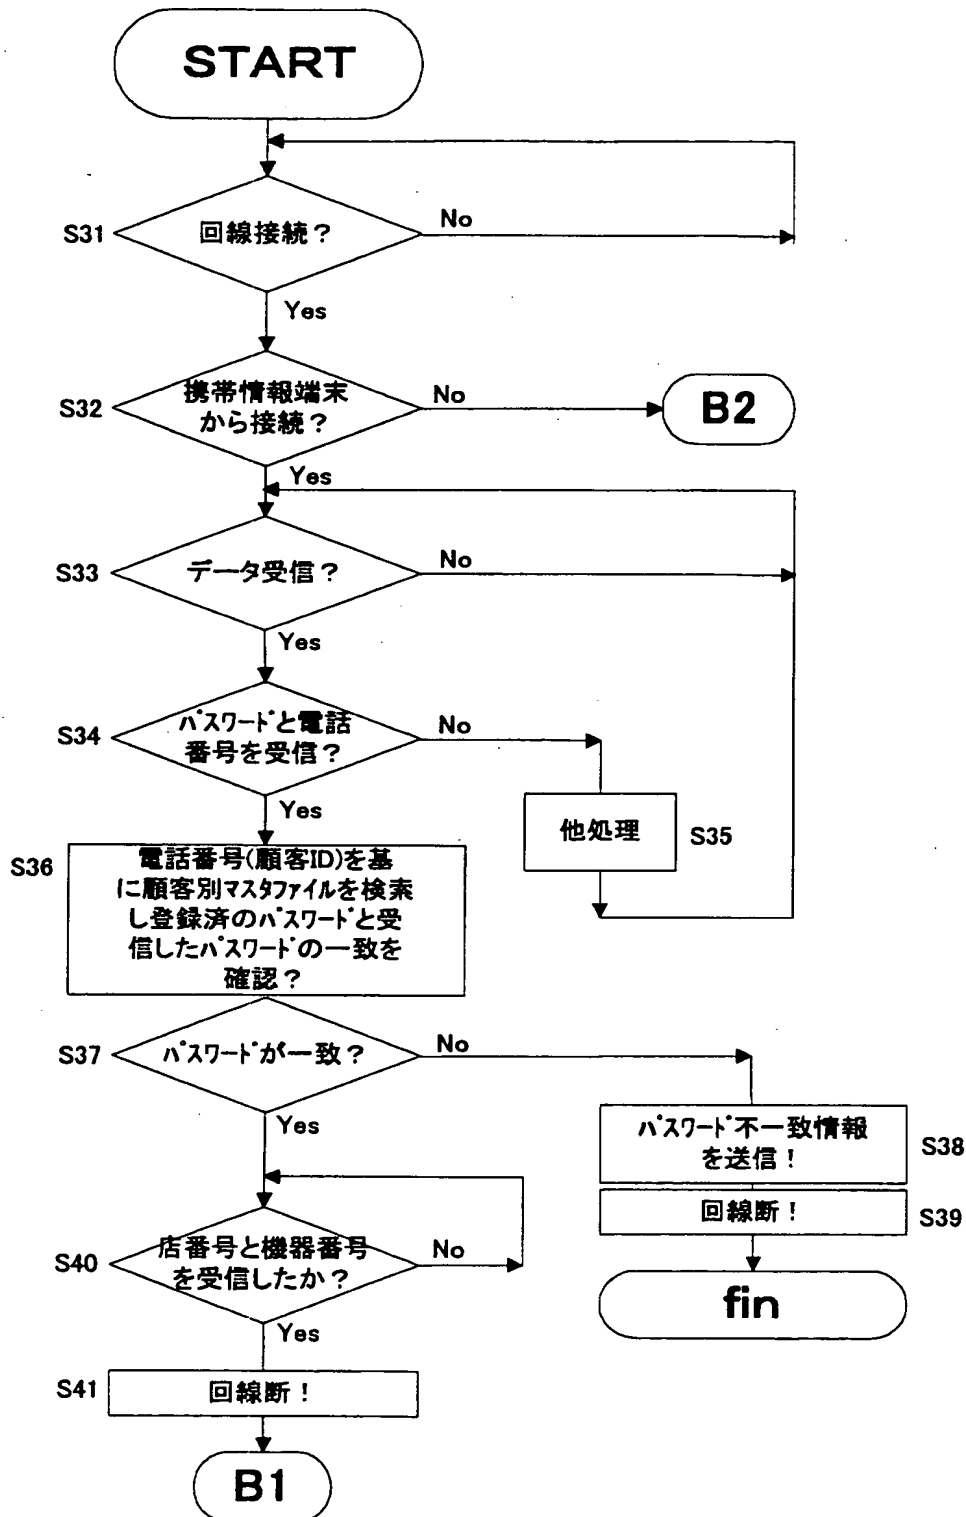 START
S31
回線接続？
No
Yes
S32
携帯情報端末
から接続？
No
B2
Yes
S33
データ受信？
No
Yes
S34
ﾊﾟｽﾜｰﾄﾞと電話
番号を受信？
No
Yes
他処理
S35
S36
電話番号(顧客ID)を基
に顧客別ﾏｽﾀﾌｧｲﾙを検索
し登録済のﾊﾟｽﾜｰﾄﾞと受
信したﾊﾟｽﾜｰﾄﾞの一致を
確認？
S37
ﾊﾟｽﾜｰﾄﾞが一致？
No
Yes
ﾊﾟｽﾜｰﾄﾞ不一致情報
を送信！
S38
回線断！
S39
fin
S40
店番号と機器番号
を受信したか？
No
Yes
S41
回線断！
B1